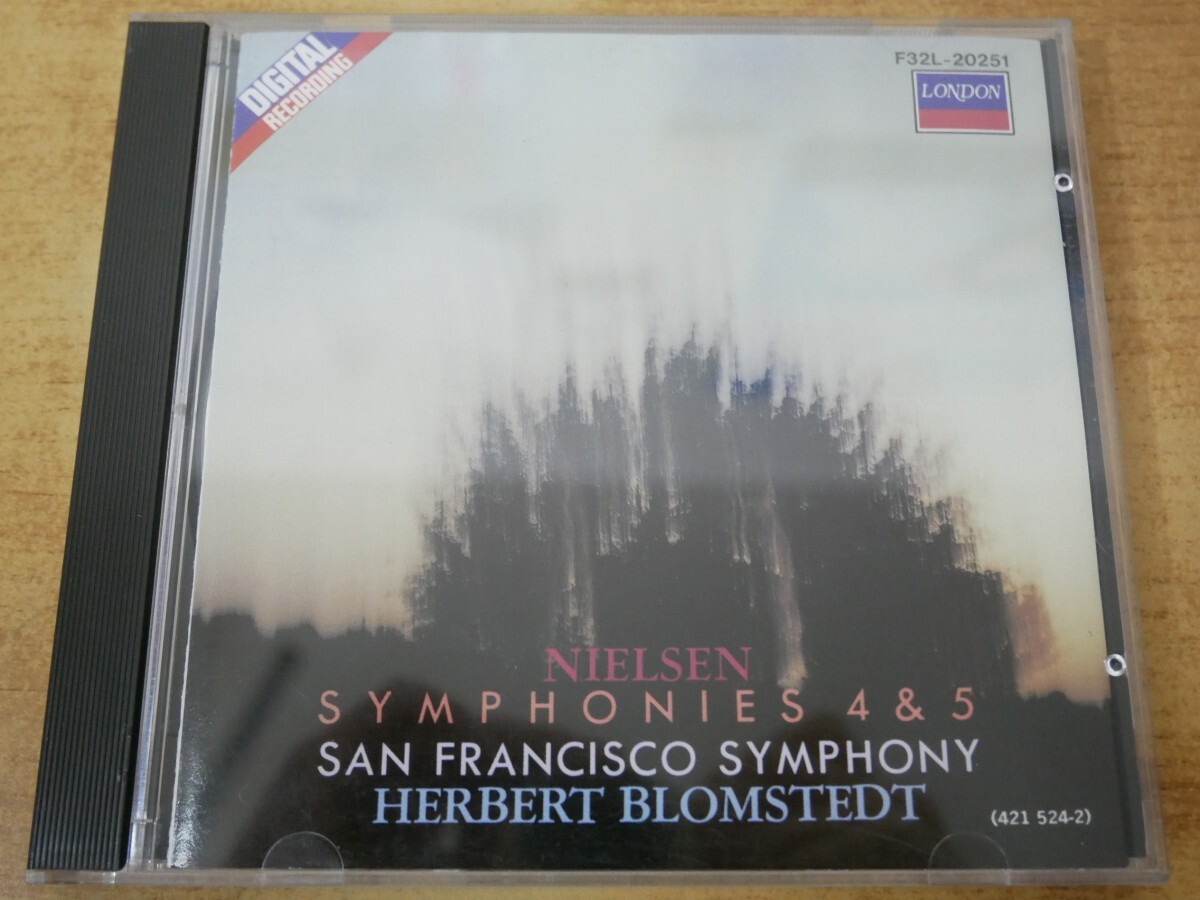 DIGITAL
RECORDING
F32L-20251
LONDON
NIELSEN
SYMPHONIES 4 & 5
SAN FRANCISCO SYMPHONY
HERBERT BLOMSTEDT
(421 524-2)